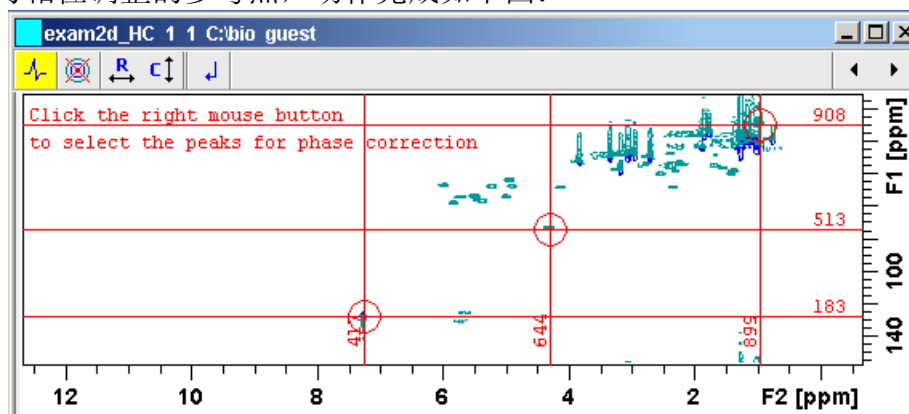 exam2d_HC 1 1 C:\bio guest
R C
Click the right mouse button
to select the peaks for phase correction
908
513
183
644
899
F1 [ppm]
100
140
12 10 8 6 4 2 F2 [ppm]